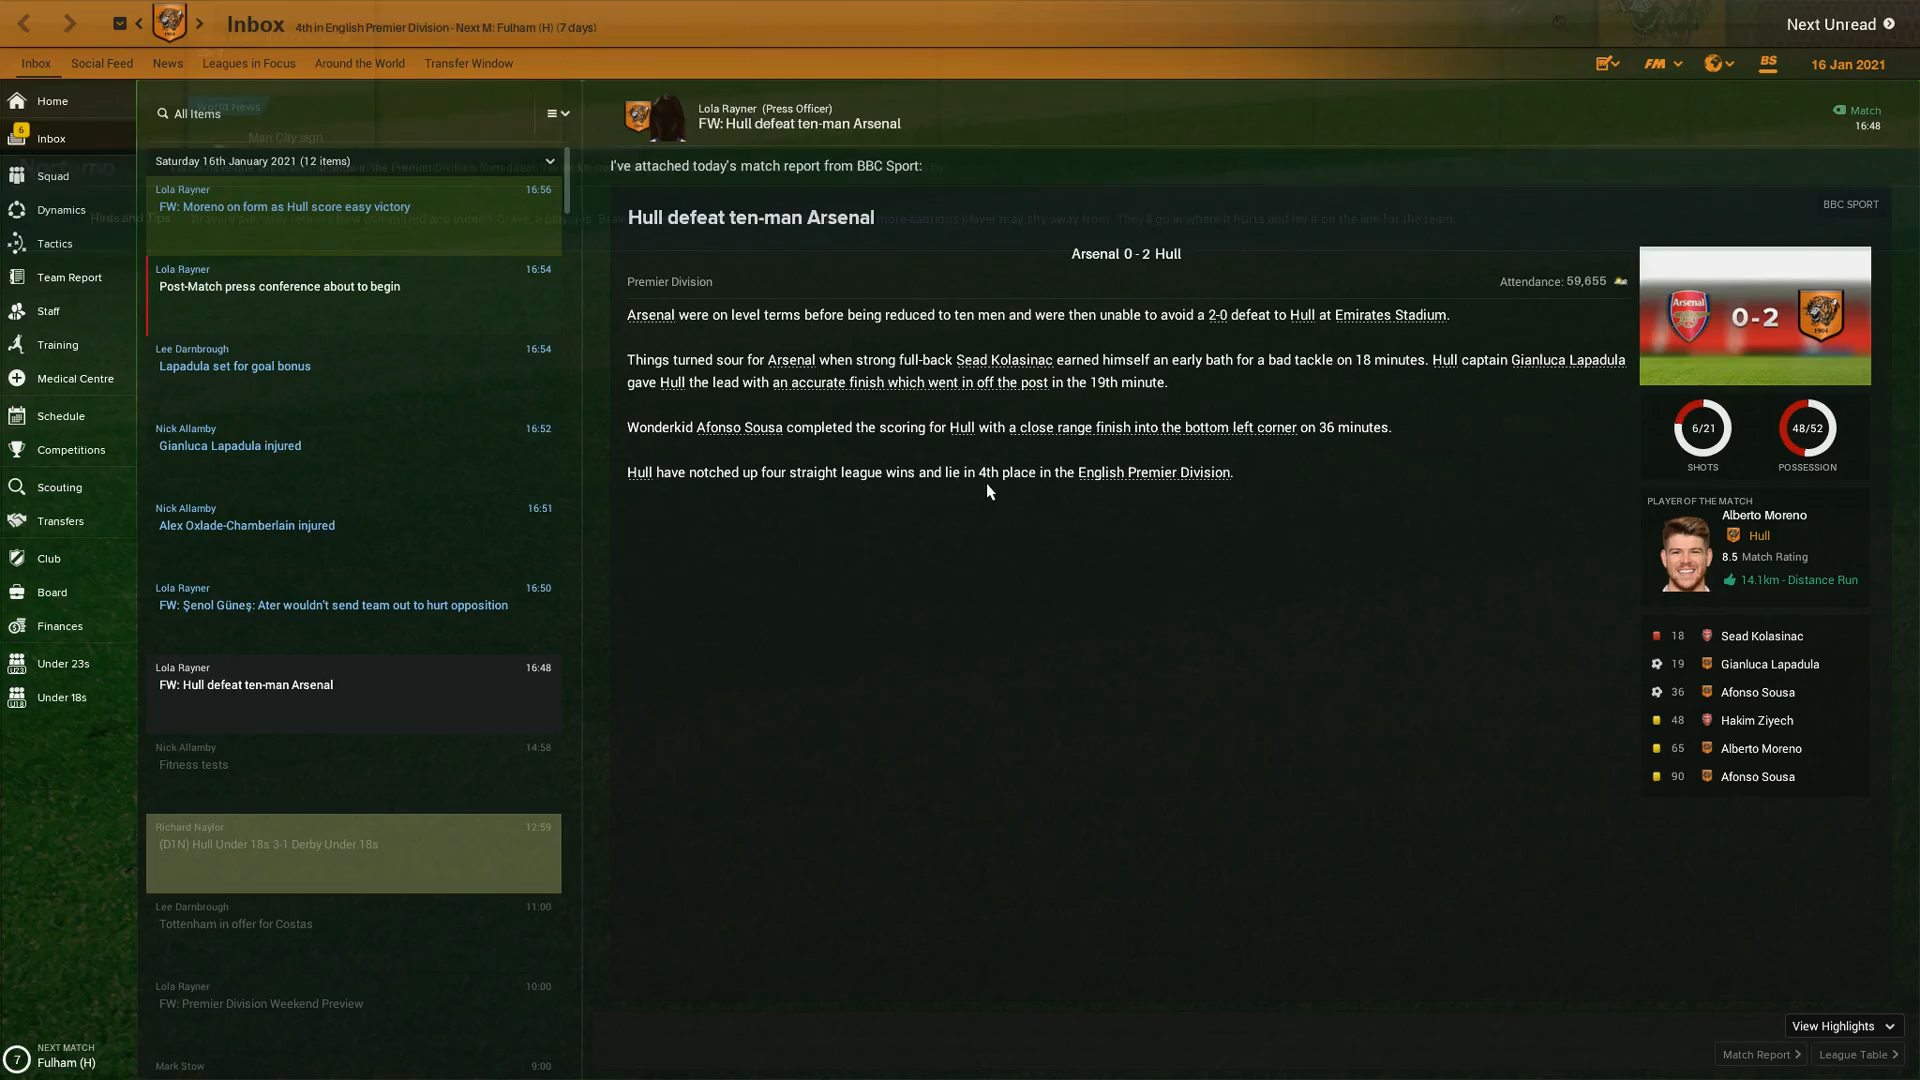 Inbox
4th in English Premier Division - Next M: Fulham (H) (7 days)
Next Unread
Inbox
Social Feed
News
Leagues in Focus
Around the World
Transfer Window
FM
BS
16 Jan 2021
Home
6
Inbox
Squad
Dynamics
Tactics
Team Report
Staff
Training
Medical Centre
Schedule
Competitions
Scouting
Transfers
Club
Board
Finances
U23
Under 23s
U18
Under 18s
7
NEXT MATCH
Fulham (H)
World News
Man City sign
Hints and Tips
All Items
Saturday 16th January 2021 (12 items)
Lola Rayner 16:56
FW: Moreno on form as Hull score easy victory
Lola Rayner 16:54
Post-Match press conference about to begin
Lee Darnbrough 16:54
Lapadula set for goal bonus
Nick Allamby 16:52
Gianluca Lapadula injured
Nick Allamby 16:51
Alex Oxlade-Chamberlain injured
Lola Rayner 16:50
FW: Şenol Güneş: Ater wouldn't send team out to hurt opposition
Lola Rayner 16:48
FW: Hull defeat ten-man Arsenal
Nick Allamby 14:58
Fitness tests
Richard Naylor 12:59
(D1N) Hull Under 18s 3-1 Derby Under 18s
Lee Darnbrough 11:00
Tottenham in offer for Costas
Lola Rayner 10:00
FW: Premier Division Weekend Preview
Mark Stow 9:00
Lola Rayner (Press Officer)
FW: Hull defeat ten-man Arsenal
Match
16:48
I've attached today's match report from BBC Sport:
Hull defeat ten-man Arsenal
BBC SPORT
Arsenal 0 - 2 Hull
Premier Division
Attendance: 59,655
Arsenal were on level terms before being reduced to ten men and were then unable to avoid a 2-0 defeat to Hull at Emirates Stadium.
Things turned sour for Arsenal when strong full-back Sead Kolasinac earned himself an early bath for a bad tackle on 18 minutes. Hull captain Gianluca Lapadula
gave Hull the lead with an accurate finish which went in off the post in the 19th minute.
Wonderkid Afonso Sousa completed the scoring for Hull with a close range finish into the bottom left corner on 36 minutes.
Hull have notched up four straight league wins and lie in 4th place in the English Premier Division.
Arsenal
0-2
1904
6/21
SHOTS
48/52
POSSESSION
PLAYER OF THE MATCH
Alberto Moreno
Hull
8.5 Match Rating
14.1km - Distance Run
18 Sead Kolasinac
19 Gianluca Lapadula
36 Afonso Sousa
48 Hakim Ziyech
65 Alberto Moreno
90 Afonso Sousa
View Highlights
Match Report
League Table